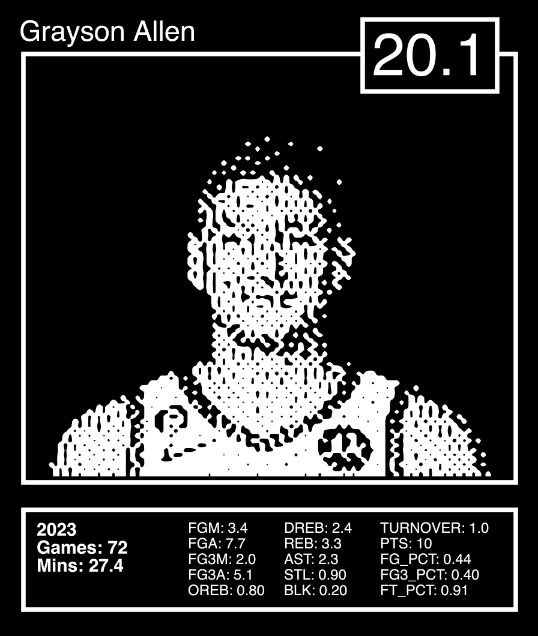 Grayson Allen
20.1
2023
Games: 72
Mins: 27.4
FGM: 3.4
FGA: 7.7
FG3M: 2.0
FG3A: 5.1
OREB: 0.80
DREB: 2.4
REB: 3.3
AST: 2.3
STL: 0.90
BLK: 0.20
TURNOVER: 1.0
PTS: 10
FG_PCT: 0.44
FG3_PCT: 0.40
FT_PCT: 0.91